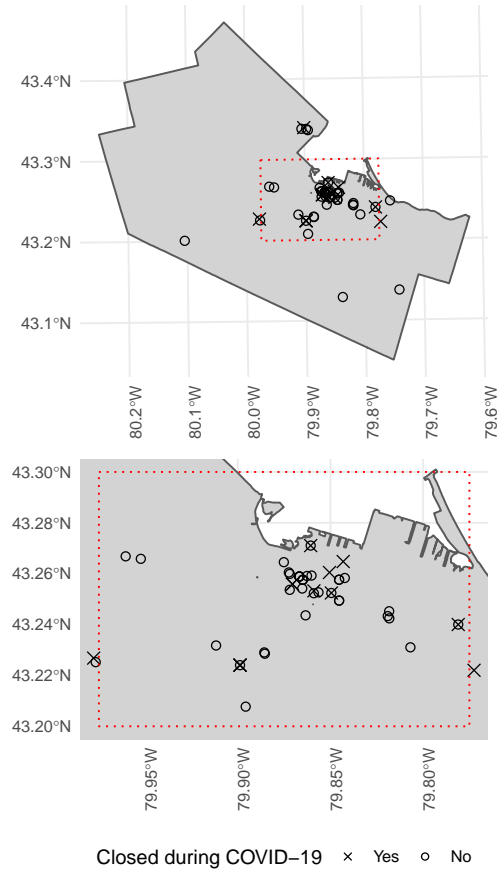 43.4°N
43.3°N
43.2°N
43.1°N
80.2°W 80.1°W 80.0°W 79.9°W 79.8°W 79.7°W 79.6°W
43.30°N
43.28°N
43.26°N
43.24°N
43.22°N
43.20°N
79.95°W 79.90°W 79.85°W 79.80°W
Closed during COVID−19 Yes No